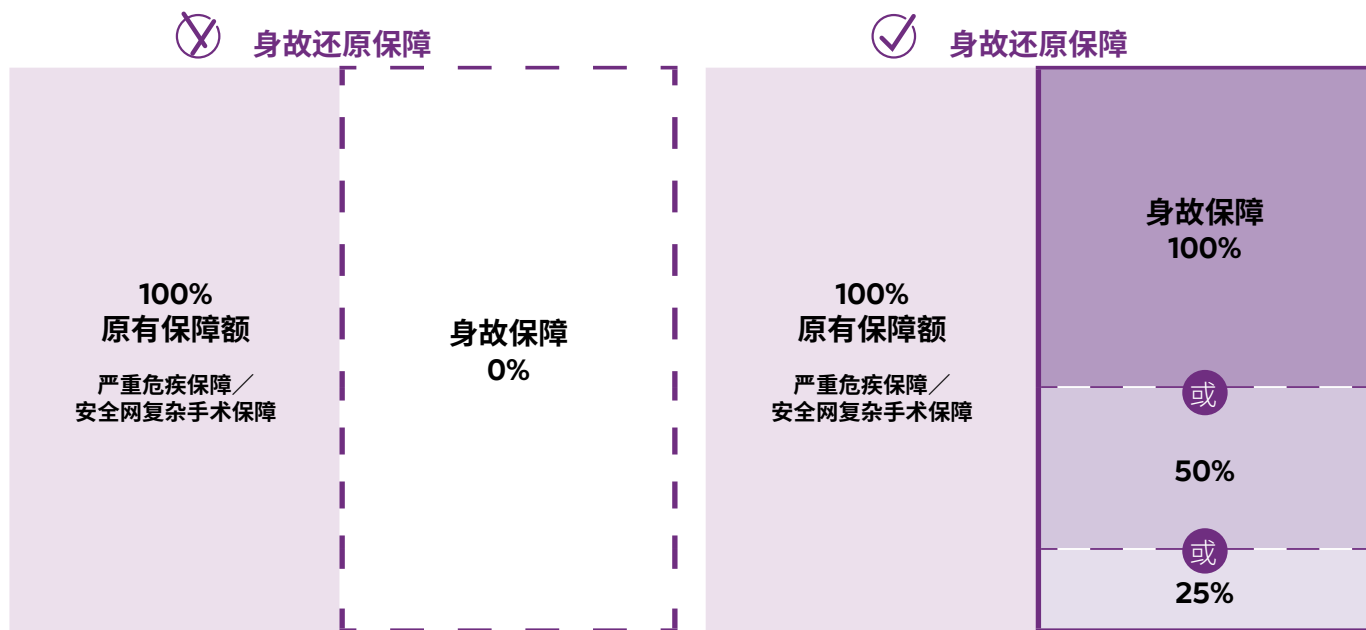 身故还原保障
100%
原有保障额
严重危疾保障／
安全网复杂手术保障
身故保障
0%
身故还原保障
100%
原有保障额
严重危疾保障／
安全网复杂手术保障
身故保障
100%
或
50%
或
25%